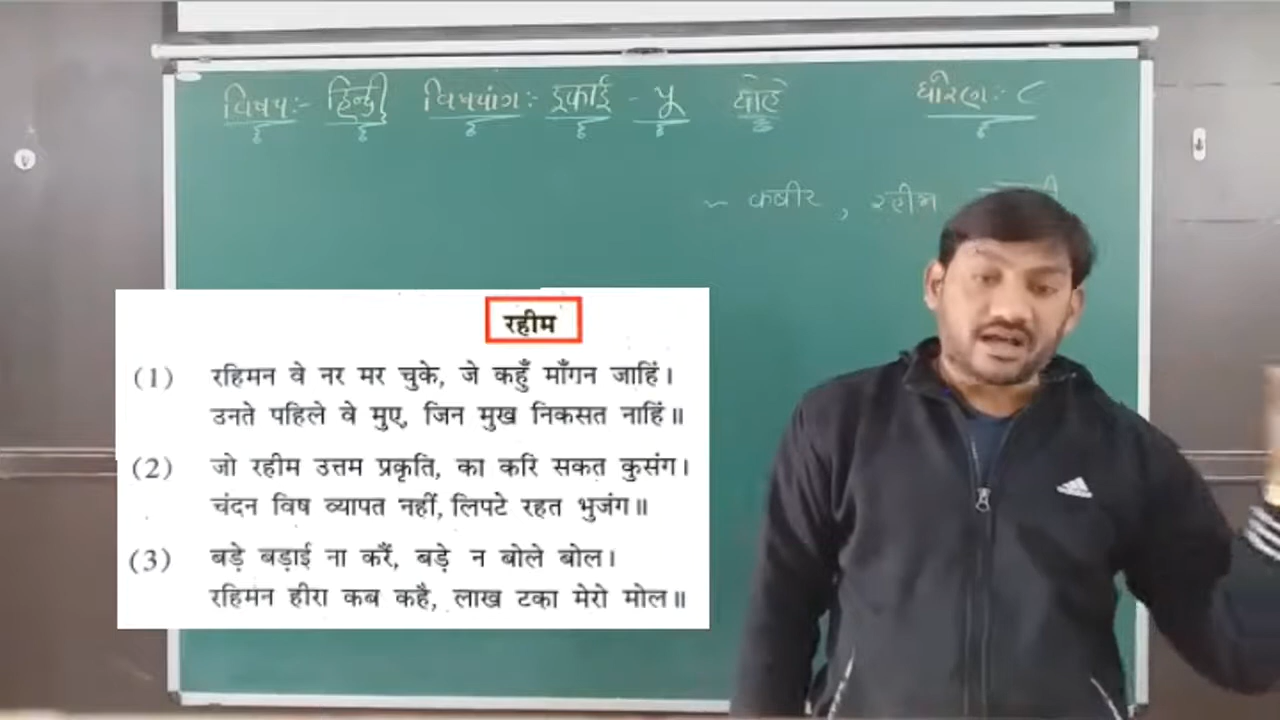 विषय:- हिन्दी विषयांग:- इकाई - ५ दोहे धोरण:- ८
~ कबीर, रहीम
रहीम
(1) रहिमन वे नर मर चुके, जे कहुँ माँगन जाहिं।
उनते पहिले वे मुए, जिन मुख निकसत नाहिं॥
(2) जो रहीम उत्तम प्रकृति, का करि सकत कुसंग।
चंदन विष व्यापत नहीं, लिपटे रहत भुजंग॥
(3) बड़े बड़ाई ना करैं, बड़े न बोले बोल।
रहिमन हीरा कब कहै, लाख टका मेरो मोल॥